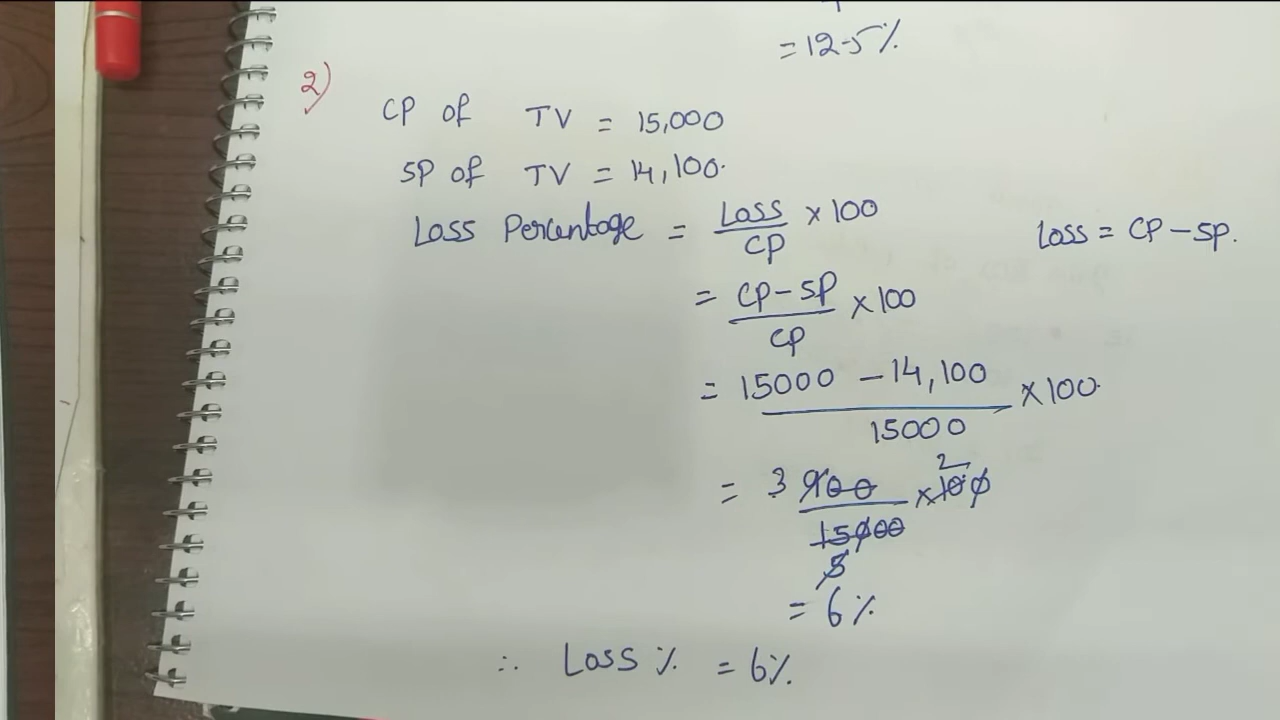 = 12.5%
2)
CP of TV = 15,000
SP of TV = 14,100.
Loss Percentage = Loss/CP × 100
Loss = CP - SP.
= CP - SP/CP × 100
= 15000 - 14,100/15000 × 100.
= 3 900/15000 × 100 2
5
= 6%
∴ Loss % = 6%